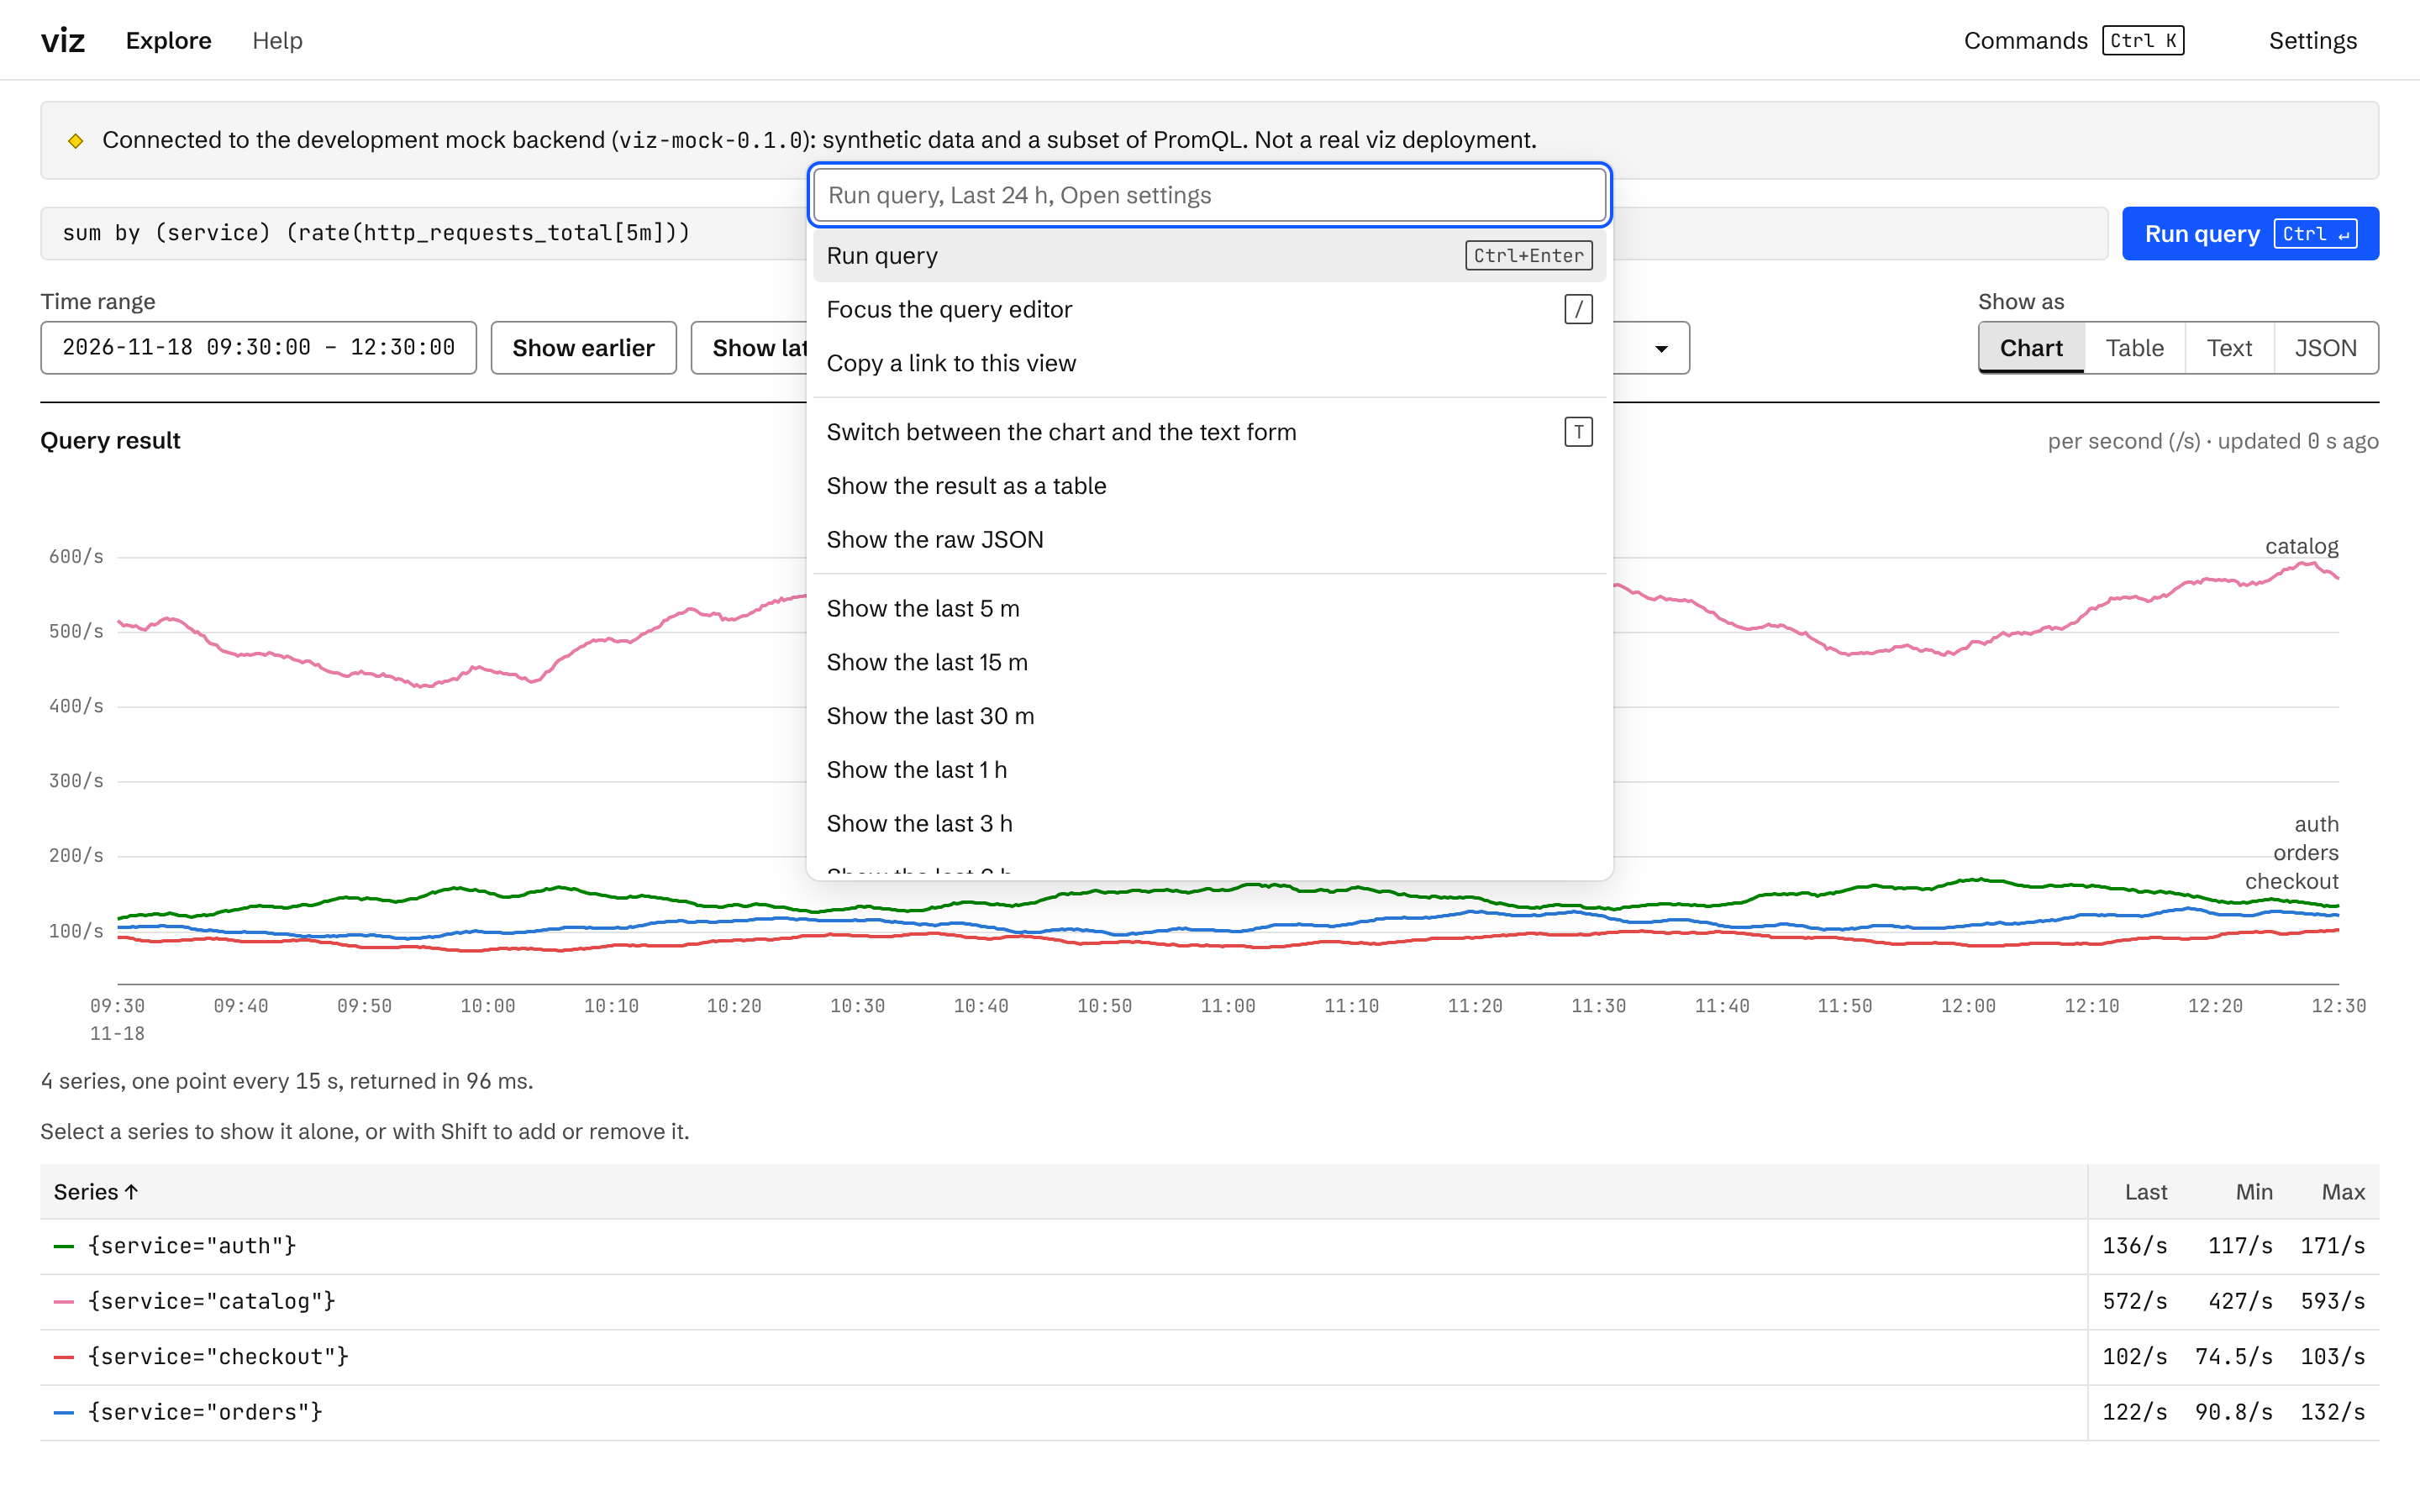 viz Explore Help Commands Ctrl K Settings
Connected to the development mock backend (viz-mock-0.1.0): synthetic data and a subset of PromQL. Not a real viz deployment.
sum by (service) (rate(http_requests_total[5m])) Run query Ctrl ↵
Time range
2026-11-18 09:30:00 – 12:30:00 Show earlier Show lat
Show as
Chart Table Text JSON
Run query, Last 24 h, Open settings
Run query Ctrl+Enter
Focus the query editor /
Copy a link to this view
Switch between the chart and the text form T
Show the result as a table
Show the raw JSON
Show the last 5 m
Show the last 15 m
Show the last 30 m
Show the last 1 h
Show the last 3 h
Query result per second (/s) · updated 0 s ago
600/s
500/s
400/s
300/s
200/s
100/s
catalog
auth
orders
checkout
09:30 09:40 09:50 10:00 10:10 10:20 10:30 10:40 10:50 11:00 11:10 11:20 11:30 11:40 11:50 12:00 12:10 12:20 12:30
11-18
4 series, one point every 15 s, returned in 96 ms.
Select a series to show it alone, or with Shift to add or remove it.
Series ↑ Last Min Max
{service="auth"} 136/s 117/s 171/s
{service="catalog"} 572/s 427/s 593/s
{service="checkout"} 102/s 74.5/s 103/s
{service="orders"} 122/s 90.8/s 132/s